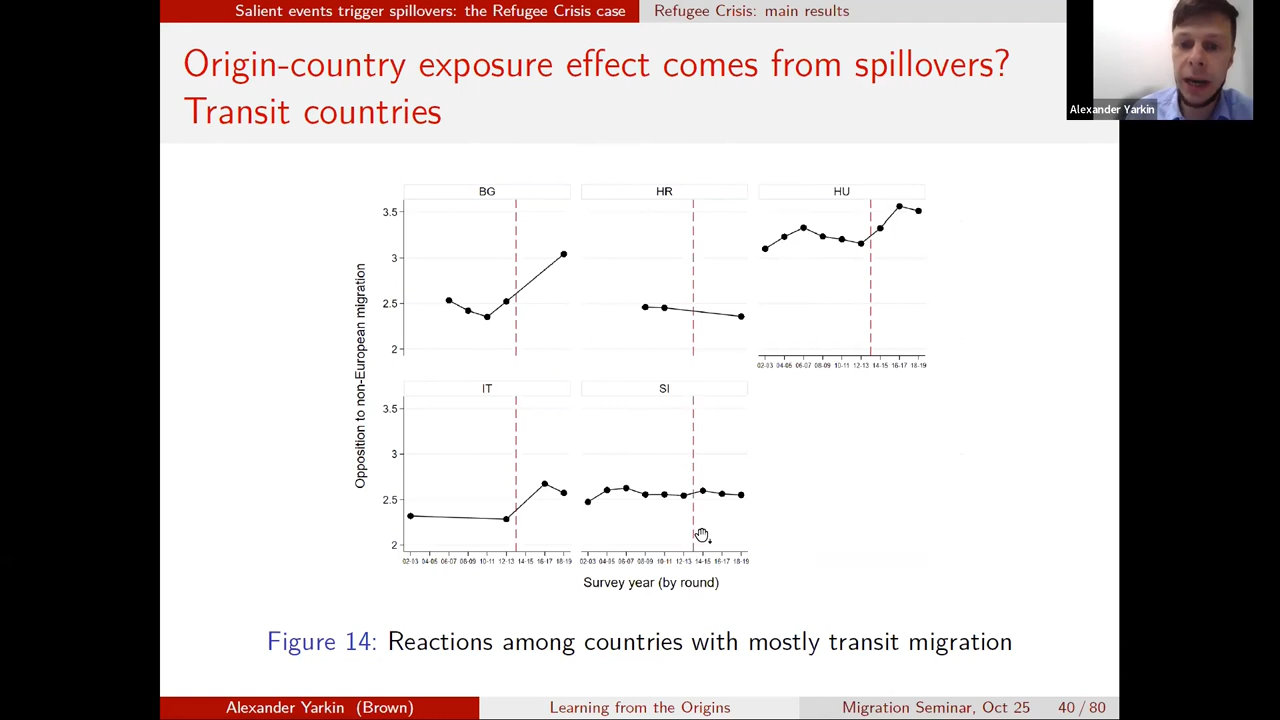 Salient events trigger spillovers: the Refugee Crisis case
Refugee Crisis: main results
Origin-country exposure effect comes from spillovers?
Transit countries
Alexander Yarkin
BG
HR
HU
3.5
3
2.5
2
02-03 04-05 06-07 08-09 10-11 12-13 14-15 16-17 18-19
IT
SI
3.5
3
2.5
2
02-03 04-05 06-07 08-09 10-11 12-13 14-15 16-17 18-19
02-03 04-05 06-07 08-09 10-11 12-13 14-15 16-17 18-19
Opposition to non-European migration
Survey year (by round)
Figure 14: Reactions among countries with mostly transit migration
Alexander Yarkin (Brown)
Learning from the Origins
Migration Seminar, Oct 25
40 / 80